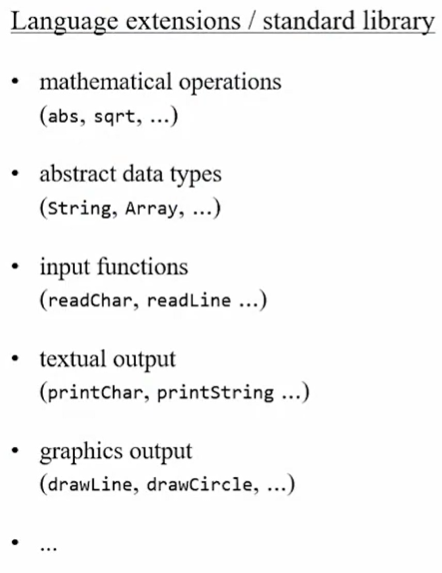 Language extensions / standard library
• mathematical operations
(abs, sqrt, ...)
• abstract data types
(String, Array, ...)
• input functions
(readChar, readLine ...)
• textual output
(printChar, printString ...)
• graphics output
(drawLine, drawCircle, ...)
• ...